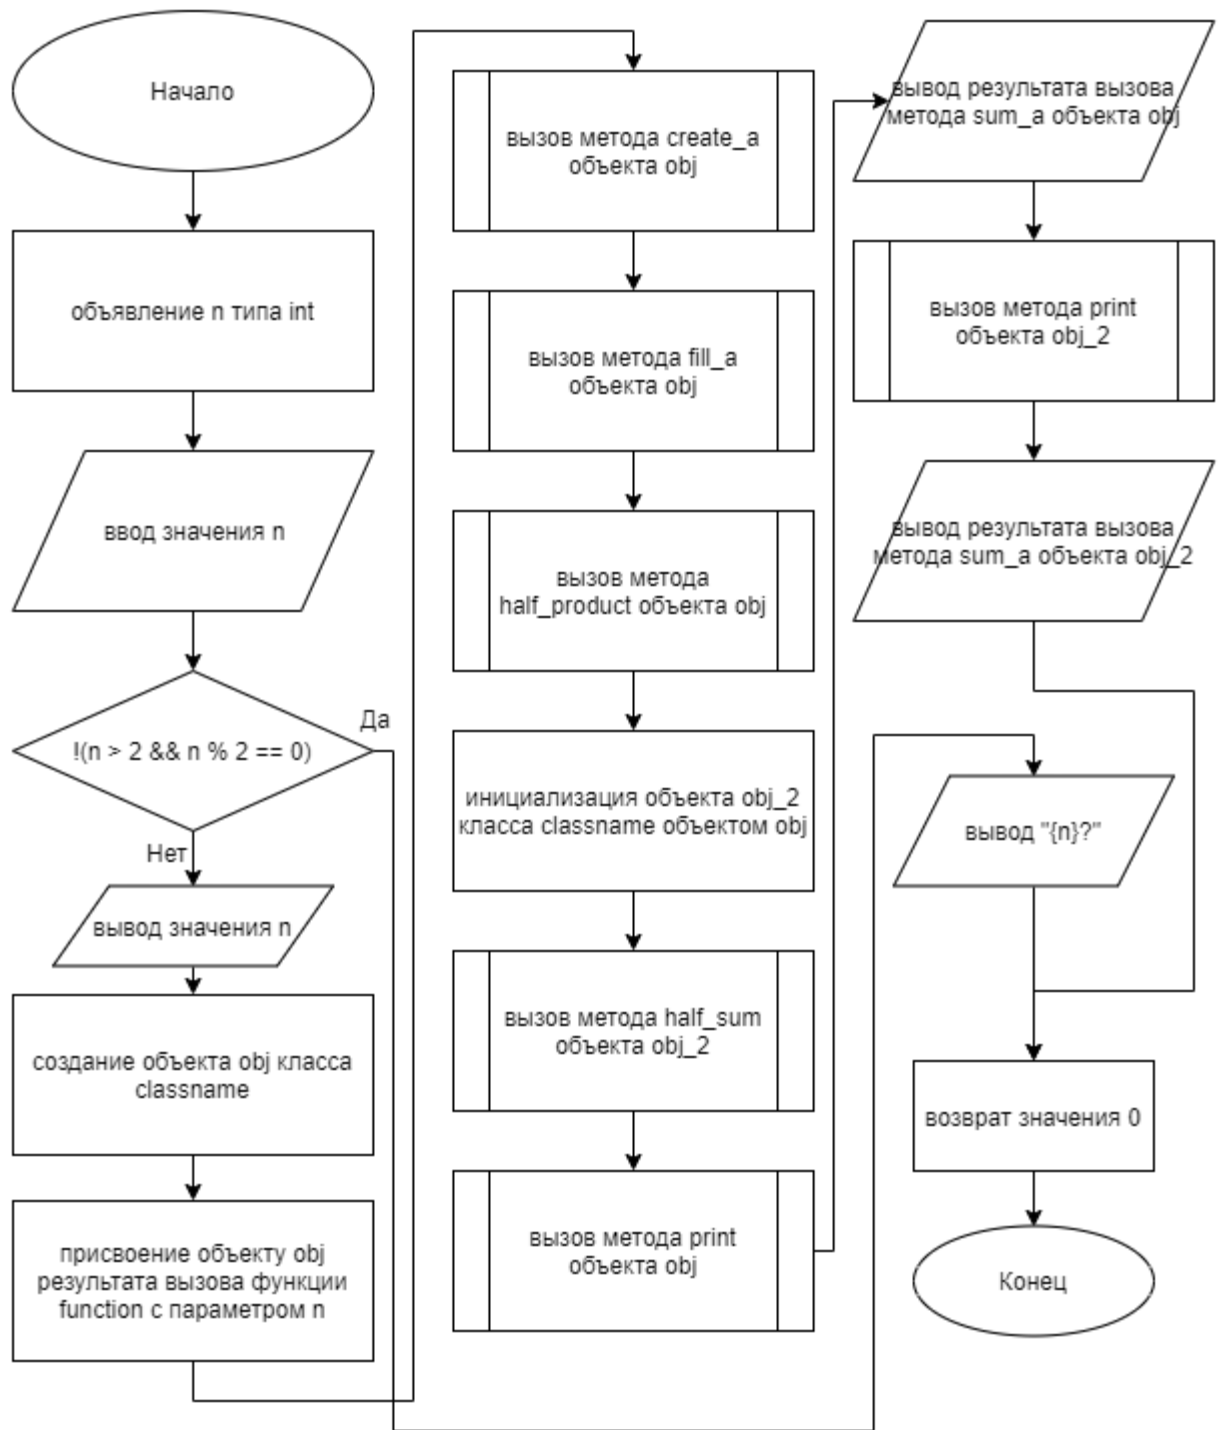 Начало
объявление n типа int
ввод значения n
!(n > 2 && n % 2 == 0)
Да
Нет
вывод значения n
создание объекта obj класса
classname
присвоение объекту obj
результата вызова функции
function с параметром n
вызов метода create_a
объекта obj
вызов метода fill_a
объекта obj
вызов метода
half_product объекта obj
инициализация объекта obj_2
класса classname объектом obj
вызов метода half_sum
объекта obj_2
вызов метода print
объекта obj
вывод результата вызова
метода sum_a объекта obj
вызов метода print
объекта obj_2
вывод результата вызова
метода sum_a объекта obj_2
вывод "{n}?"
возврат значения 0
Конец